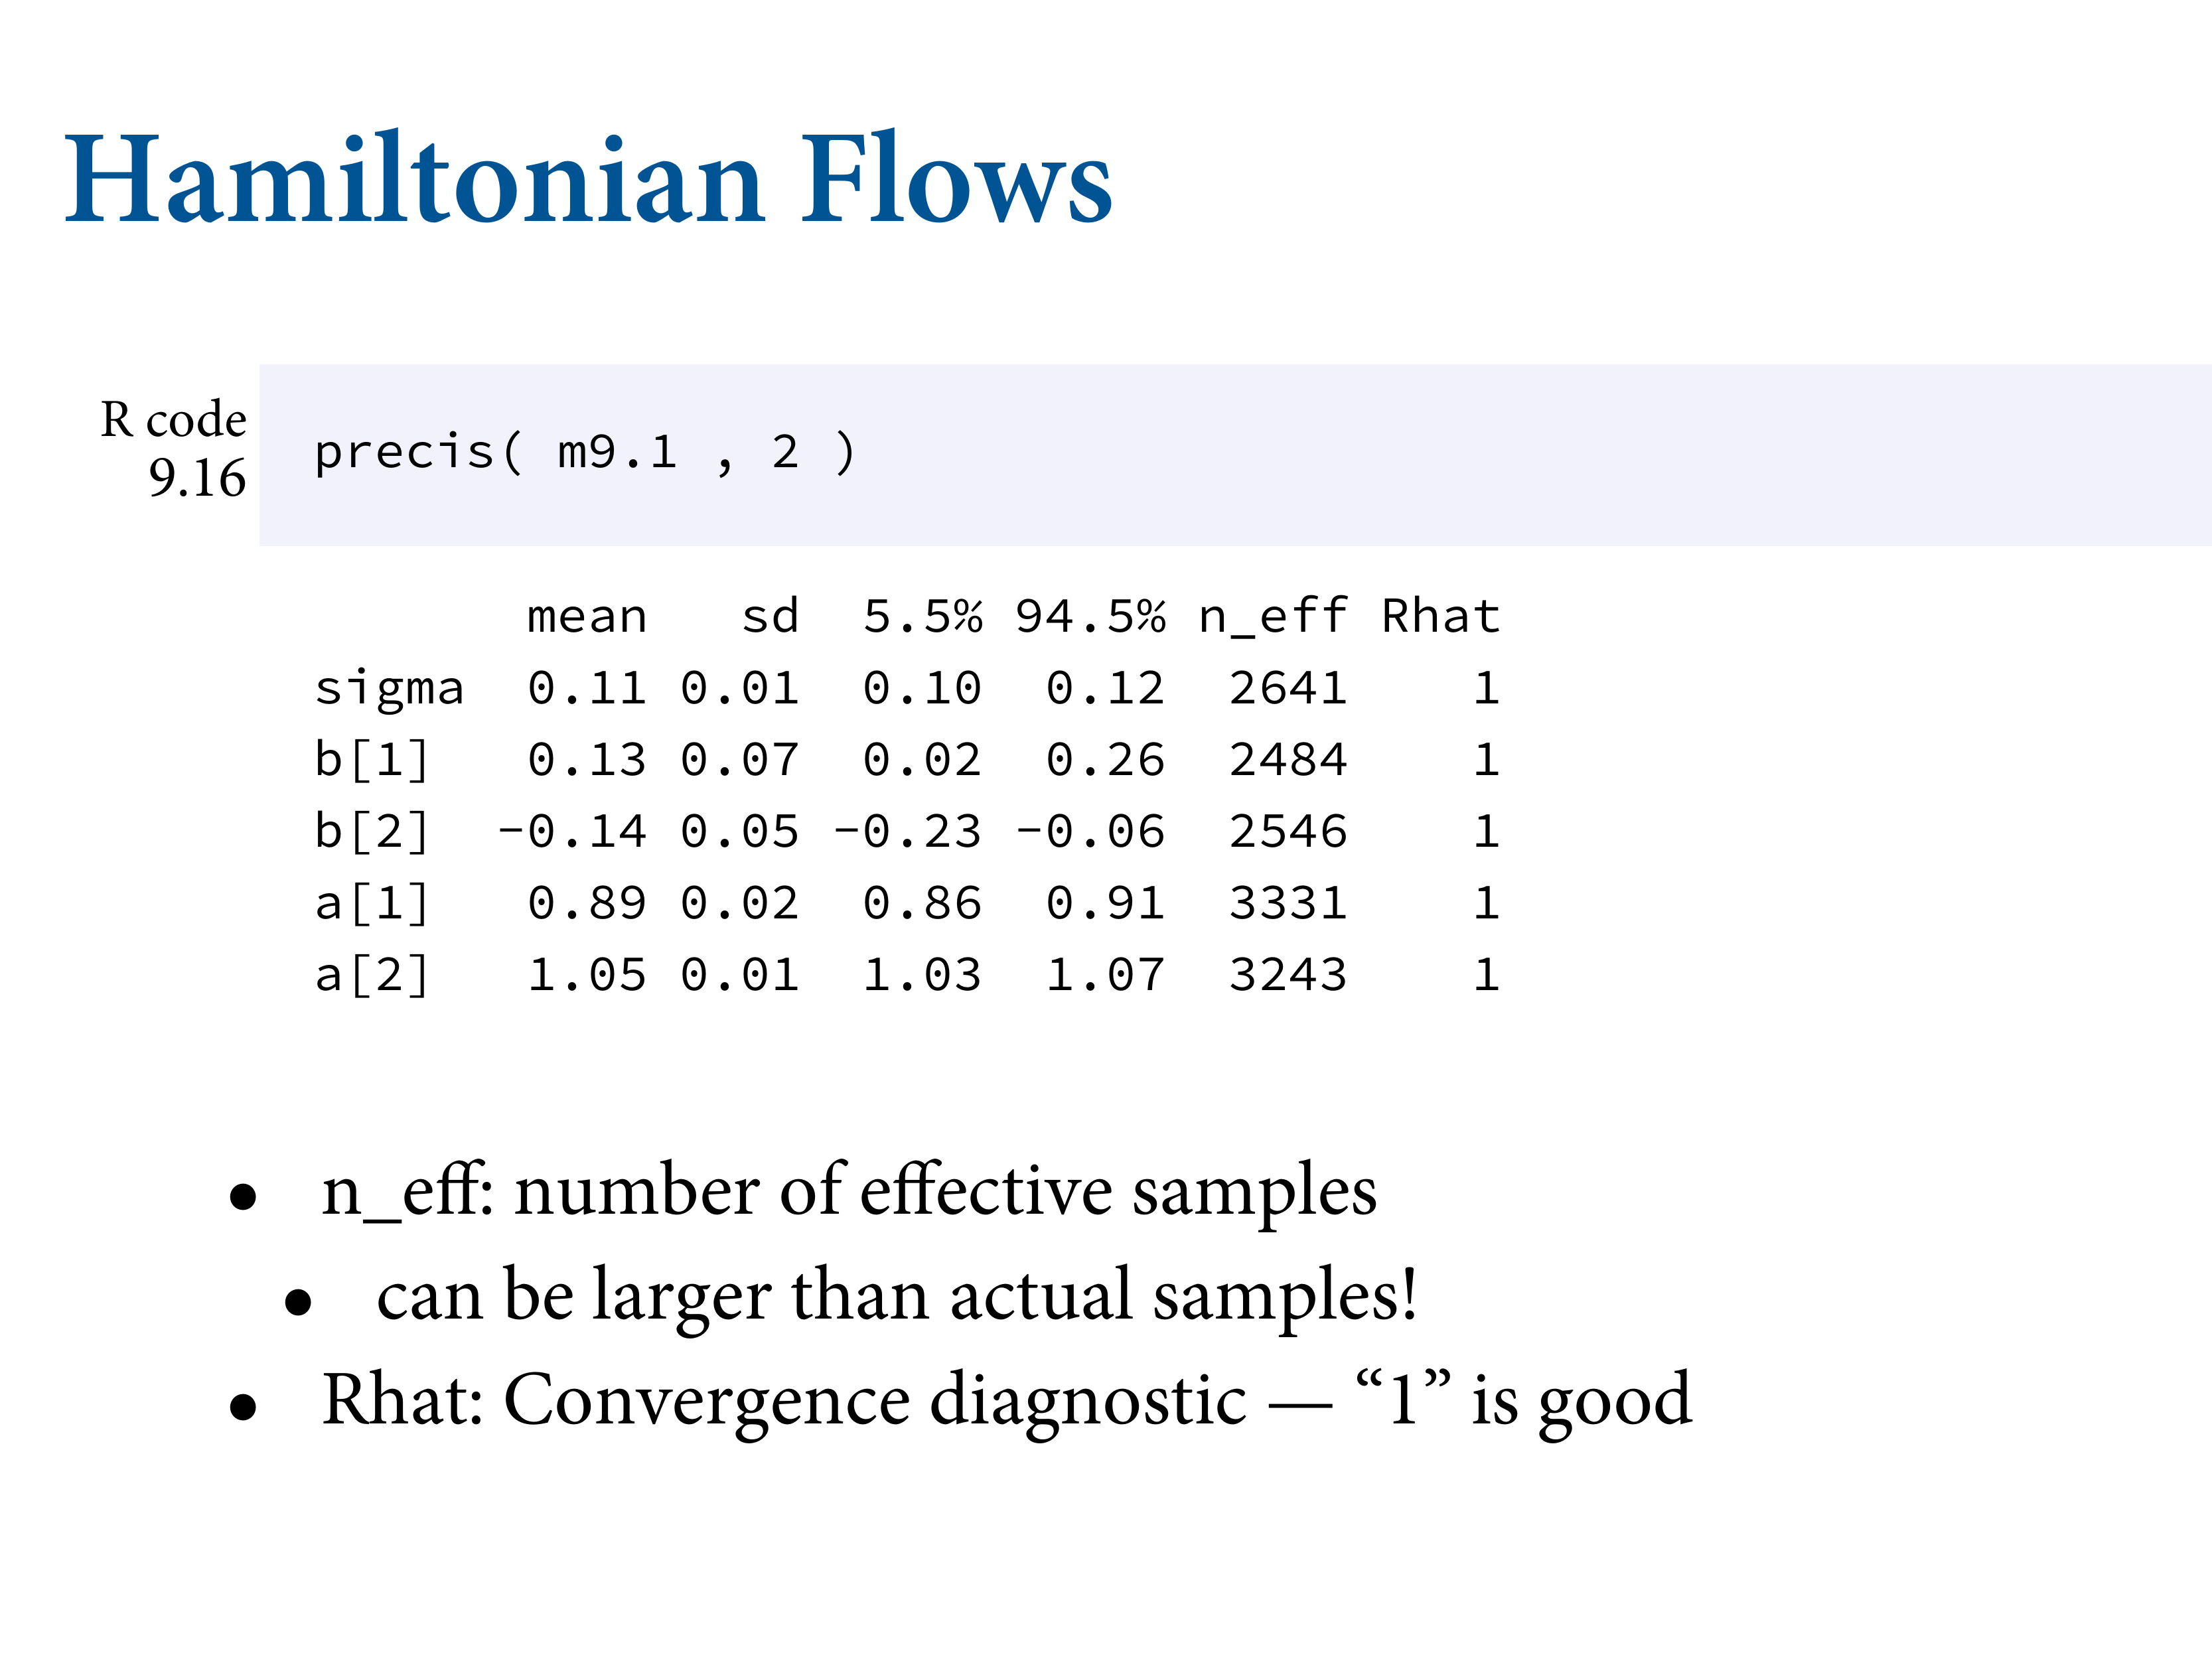 Hamiltonian Flows
R code
9.16
precis( m9.1 , 2 )
mean sd 5.5% 94.5% n_eff Rhat
sigma 0.11 0.01 0.10 0.12 2641 1
b[1] 0.13 0.07 0.02 0.26 2484 1
b[2] −0.14 0.05 −0.23 −0.06 2546 1
a[1] 0.89 0.02 0.86 0.91 3331 1
a[2] 1.05 0.01 1.03 1.07 3243 1
• n_eff: number of effective samples
• can be larger than actual samples!
• Rhat: Convergence diagnostic — “1” is good